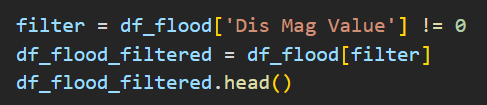 filter = df_flood['Dis Mag Value'] != 0
df_flood_filtered = df_flood[filter]
df_flood_filtered.head()